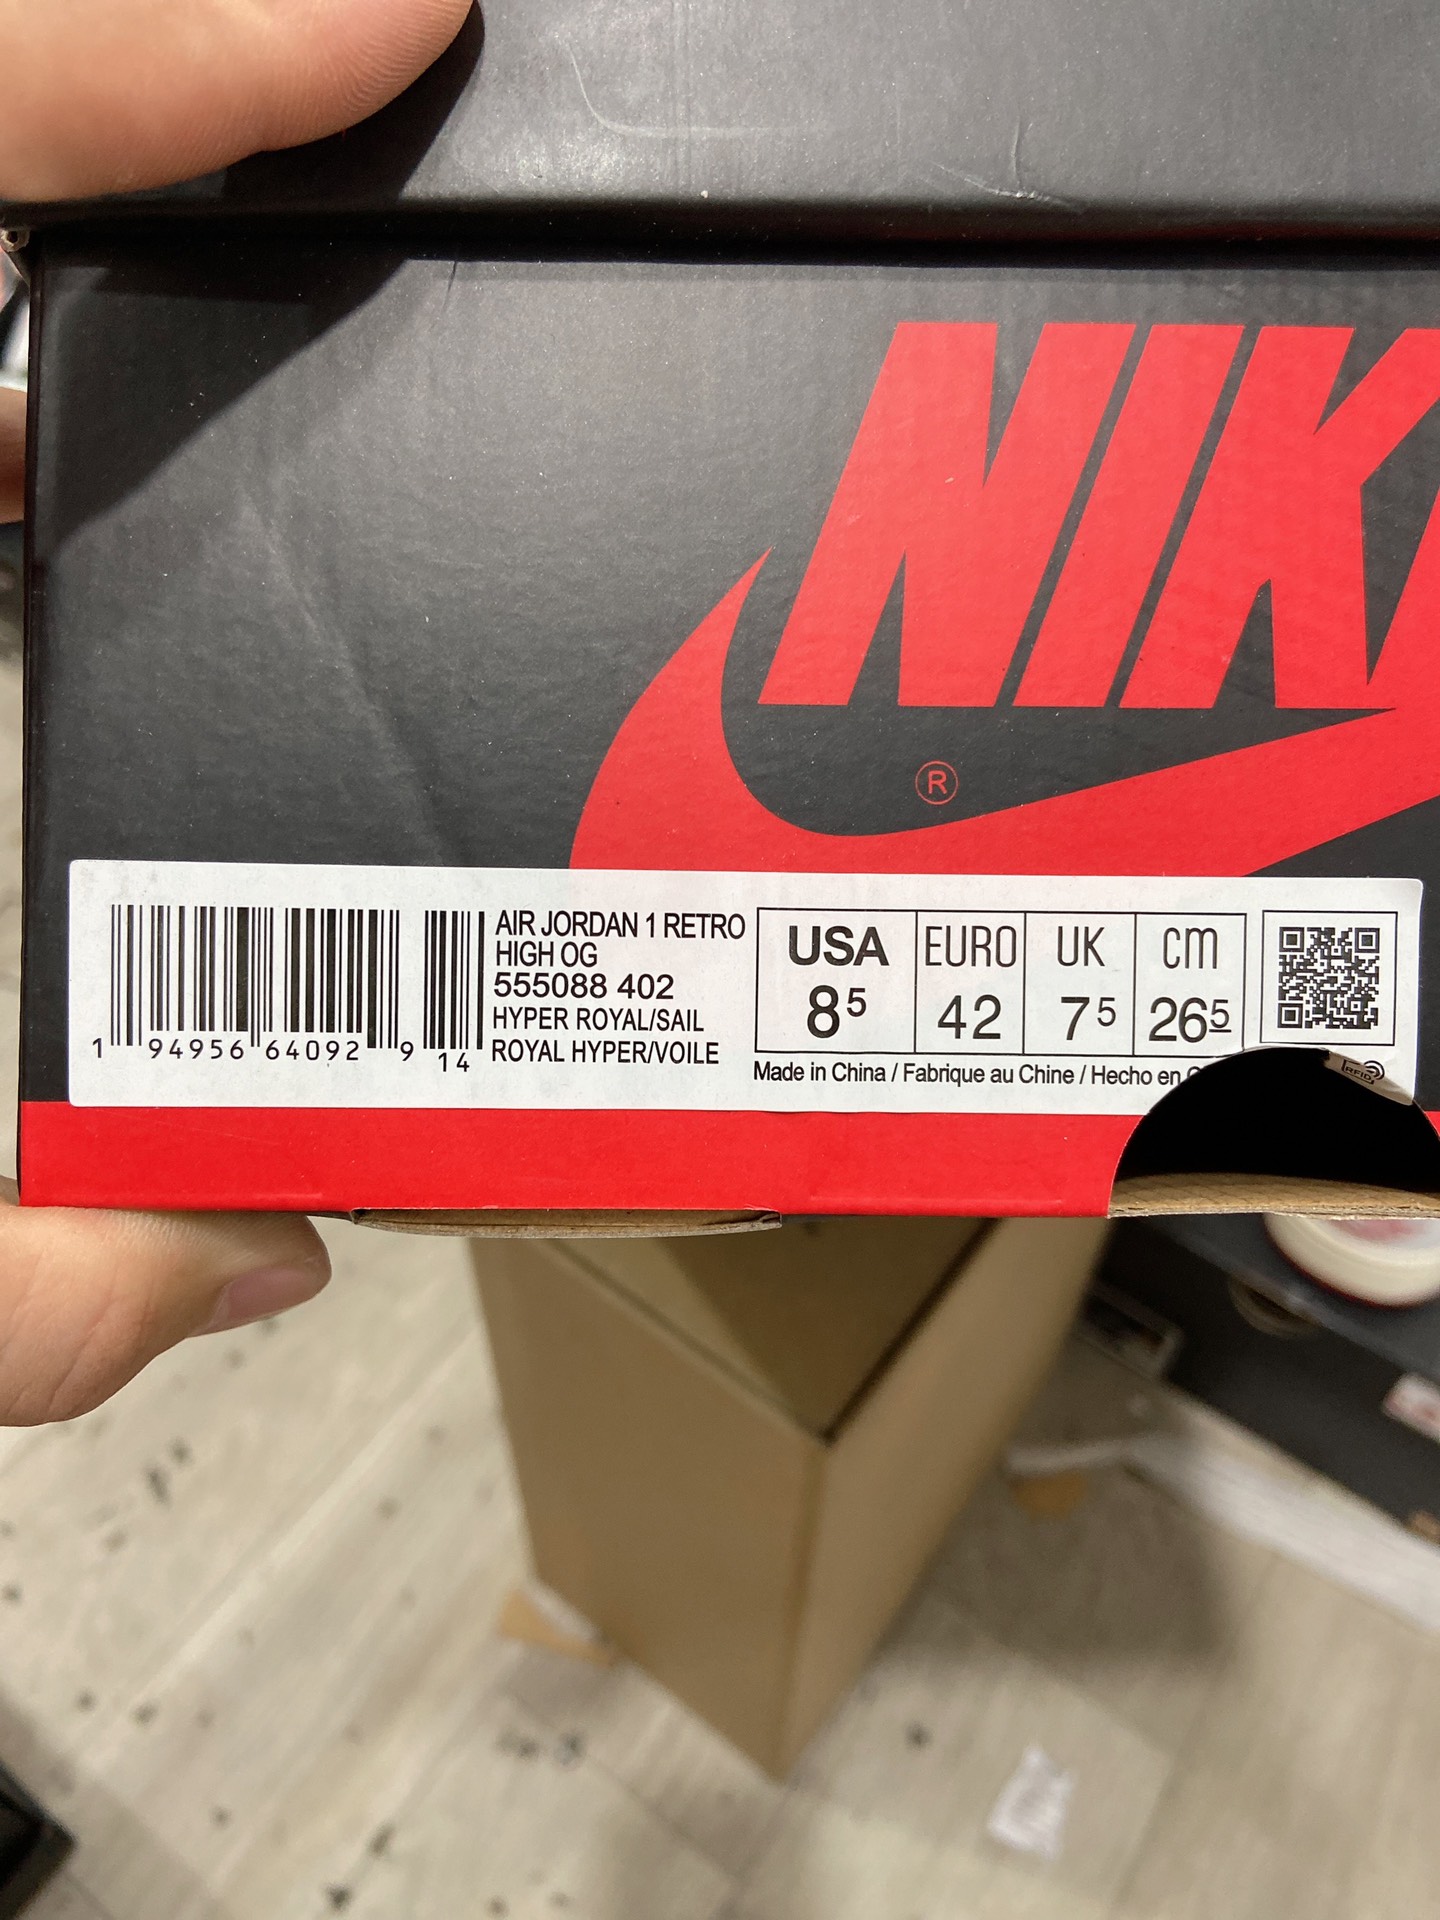 NIK
®
AIR JORDAN 1 RETRO
HIGH OG
555088 402
HYPER ROYAL/SAIL
ROYAL HYPER/VOILE
1 94956 64092 9 14
USA EURO UK CM
8 5 42 7 5 26 5
Made in China / Fabrique au Chine / Hecho en
RFID